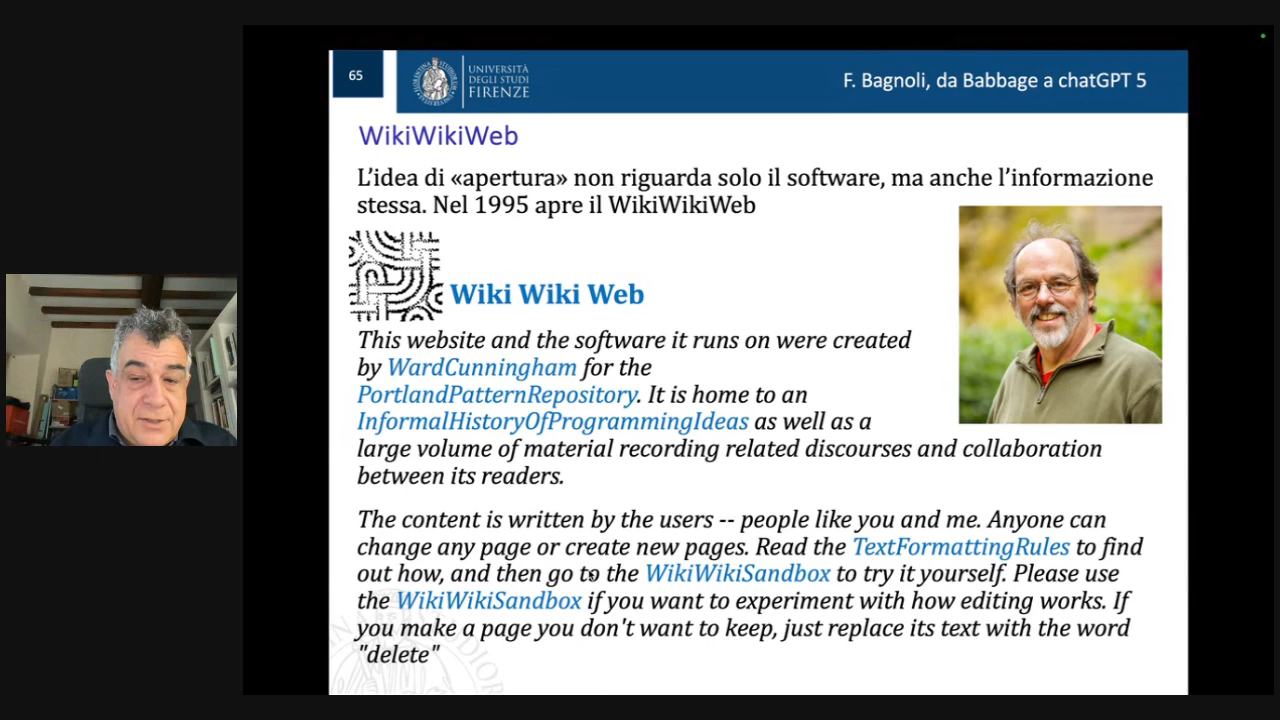 65
UNIVERSITÀ
DEGLI STUDI
FIRENZE
F. Bagnoli, da Babbage a chatGPT 5
WikiWikiWeb
L’idea di «apertura» non riguarda solo il software, ma anche l’informazione
stessa. Nel 1995 apre il WikiWikiWeb
Wiki Wiki Web
This website and the software it runs on were created
by WardCunningham for the
PortlandPatternRepository. It is home to an
InformalHistoryOfProgrammingIdeas as well as a
large volume of material recording related discourses and collaboration
between its readers.
The content is written by the users -- people like you and me. Anyone can
change any page or create new pages. Read the TextFormattingRules to find
out how, and then go to the WikiWikiSandbox to try it yourself. Please use
the WikiWikiSandbox if you want to experiment with how editing works. If
you make a page you don't want to keep, just replace its text with the word
"delete"